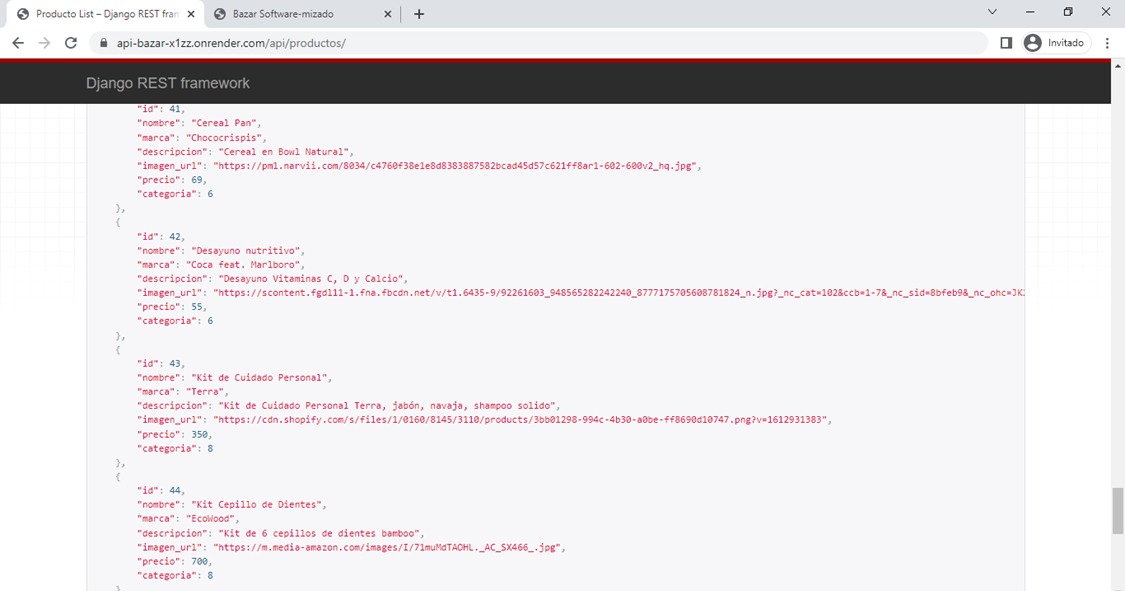 Producto List – Django REST fram
Bazar Software-mizado
api-bazar-x1zz.onrender.com/api/productos/
Invitado
Django REST framework
"id": 41,
"nombre": "Cereal Pan",
"marca": "Chococrispis",
"descripcion": "Cereal en Bowl Natural",
"imagen_url": "https://pm1.narvii.com/8034/c4760f38e1e8d8383887582bcad45d57c621ff8ar1-602-600v2_hq.jpg",
"precio": 69,
"categoria": 6
},
{
"id": 42,
"nombre": "Desayuno nutritivo",
"marca": "Coca feat. Marlboro",
"descripcion": "Desayuno Vitaminas C, D y Calcio",
"imagen_url": "https://scontent.fgdl11-1.fna.fbcdn.net/v/t1.6435-9/92261603_948565282242240_8777175705608781824_n.jpg?_nc_cat=102&ccb=1-7&_nc_sid=8bfeb9&_nc_ohc=JK
"precio": 55,
"categoria": 6
},
{
"id": 43,
"nombre": "Kit de Cuidado Personal",
"marca": "Terra",
"descripcion": "Kit de Cuidado Personal Terra, jabón, navaja, shampoo solido",
"imagen_url": "https://cdn.shopify.com/s/files/1/0160/8145/3110/products/3bb01298-994c-4b30-a0be-ff8690d10747.png?v=1612931383",
"precio": 350,
"categoria": 8
},
{
"id": 44,
"nombre": "Kit Cepillo de Dientes",
"marca": "EcoWood",
"descripcion": "Kit de 6 cepillos de dientes bamboo",
"imagen_url": "https://m.media-amazon.com/images/I/71muMdTAOHL._AC_SX466_.jpg",
"precio": 700,
"categoria": 8
}